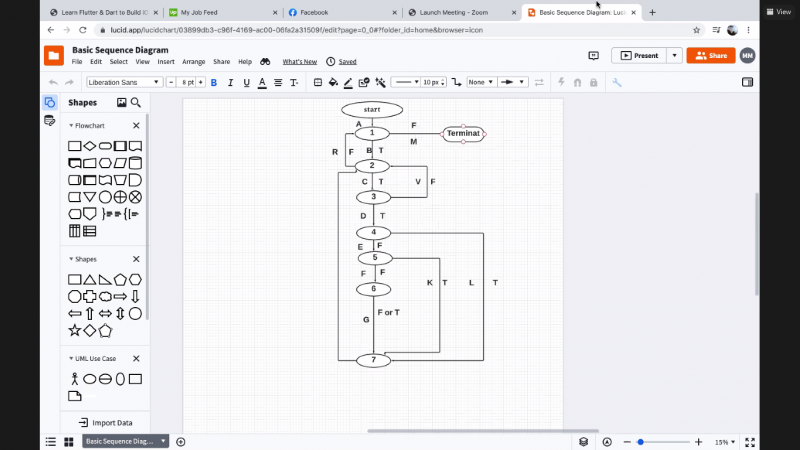 Learn Flutter & Dart to Build iO
My Job Feed
Facebook
Launch Meeting - Zoom
Basic Sequence Diagram: Lucid
View
lucid.app/lucidchart/03899db3-c96f-4169-ac00-06fa2a31509f/edit?page=0_0#?folder_id=home&browser=icon
Basic Sequence Diagram
File Edit View Insert Arrange Share Help What's New Saved
Present
Share
MM
Liberation Sans 8 pt B I U A T 10 px None
Shapes
Flowchart
Shapes
UML Use Case
Import Data
start
A
F
1
Terminat
M
R F B T
2
C T V F
3
D T
4
E F
5
F F
K T L T
6
F or T
G
7
Basic Sequence Diag...
15%